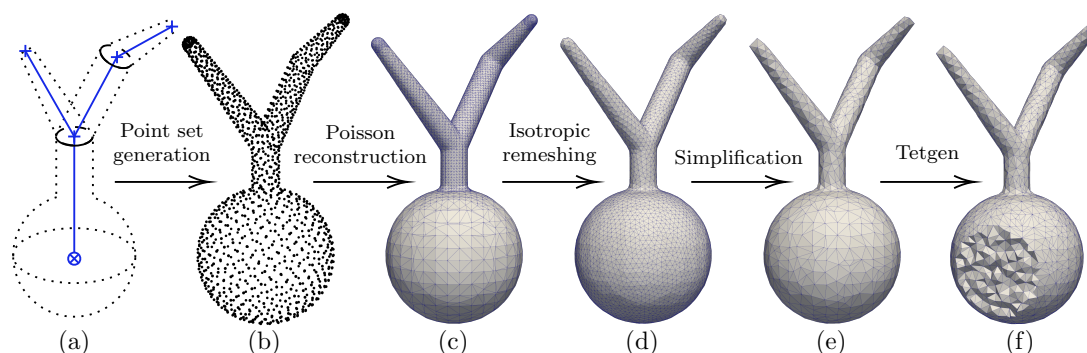 Point set
generation
Poisson
reconstruction
Isotropic
remeshing
Simplification
Tetgen
(a)
(b)
(c)
(d)
(e)
(f)